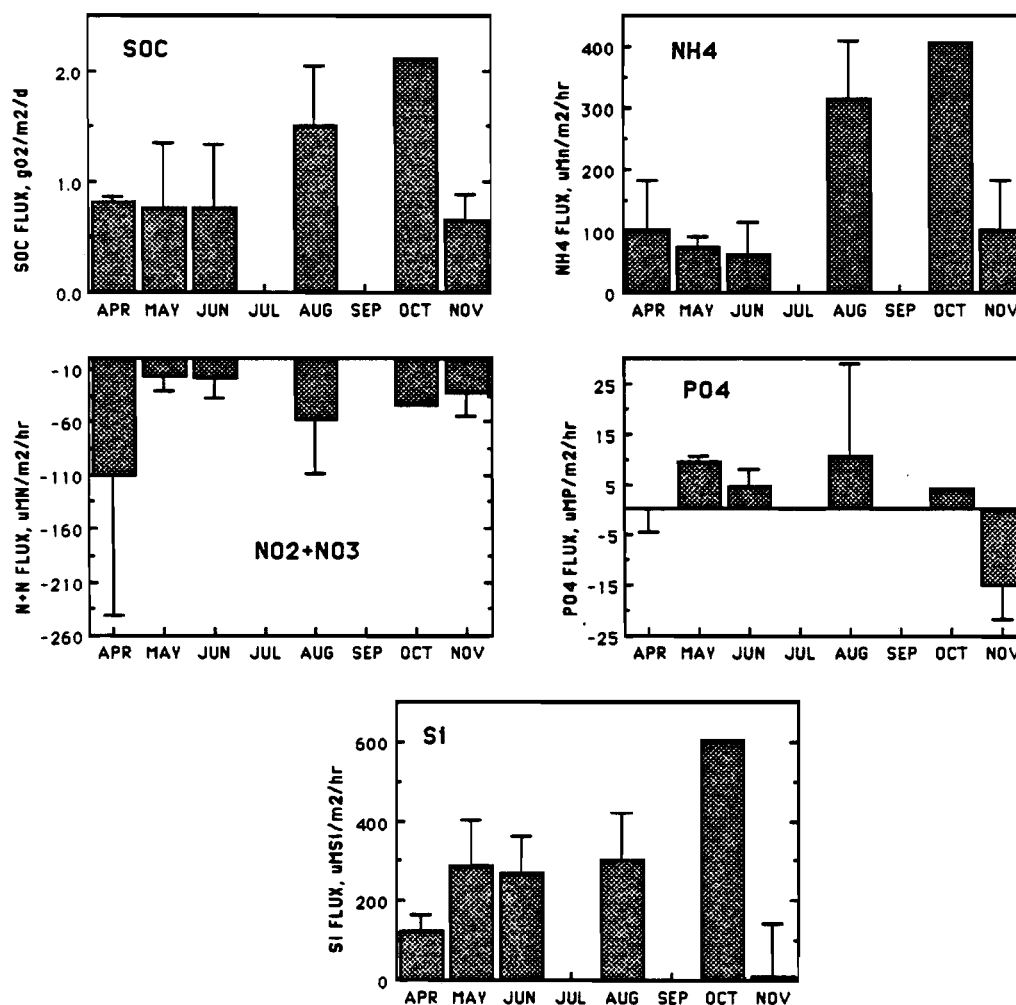 SOC
SOC FLUX, gO2/m2/d
2.0
1.0
0.0
APR MAY JUN JUL AUG SEP OCT NOV
NH4
NH4 FLUX, uMn/m2/hr
400
300
200
100
0
APR MAY JUN JUL AUG SEP OCT NOV
NO2+NO3
N+N FLUX, uMN/m2/hr
-10
-60
-110
-160
-210
-260
APR MAY JUN JUL AUG SEP OCT NOV
PO4
PO4 FLUX, uMP/m2/hr
25
15
5
-5
-15
-25
APR MAY JUN JUL AUG SEP OCT NOV
Si
Si FLUX, uMSi/m2/hr
600
400
200
0
APR MAY JUN JUL AUG SEP OCT NOV